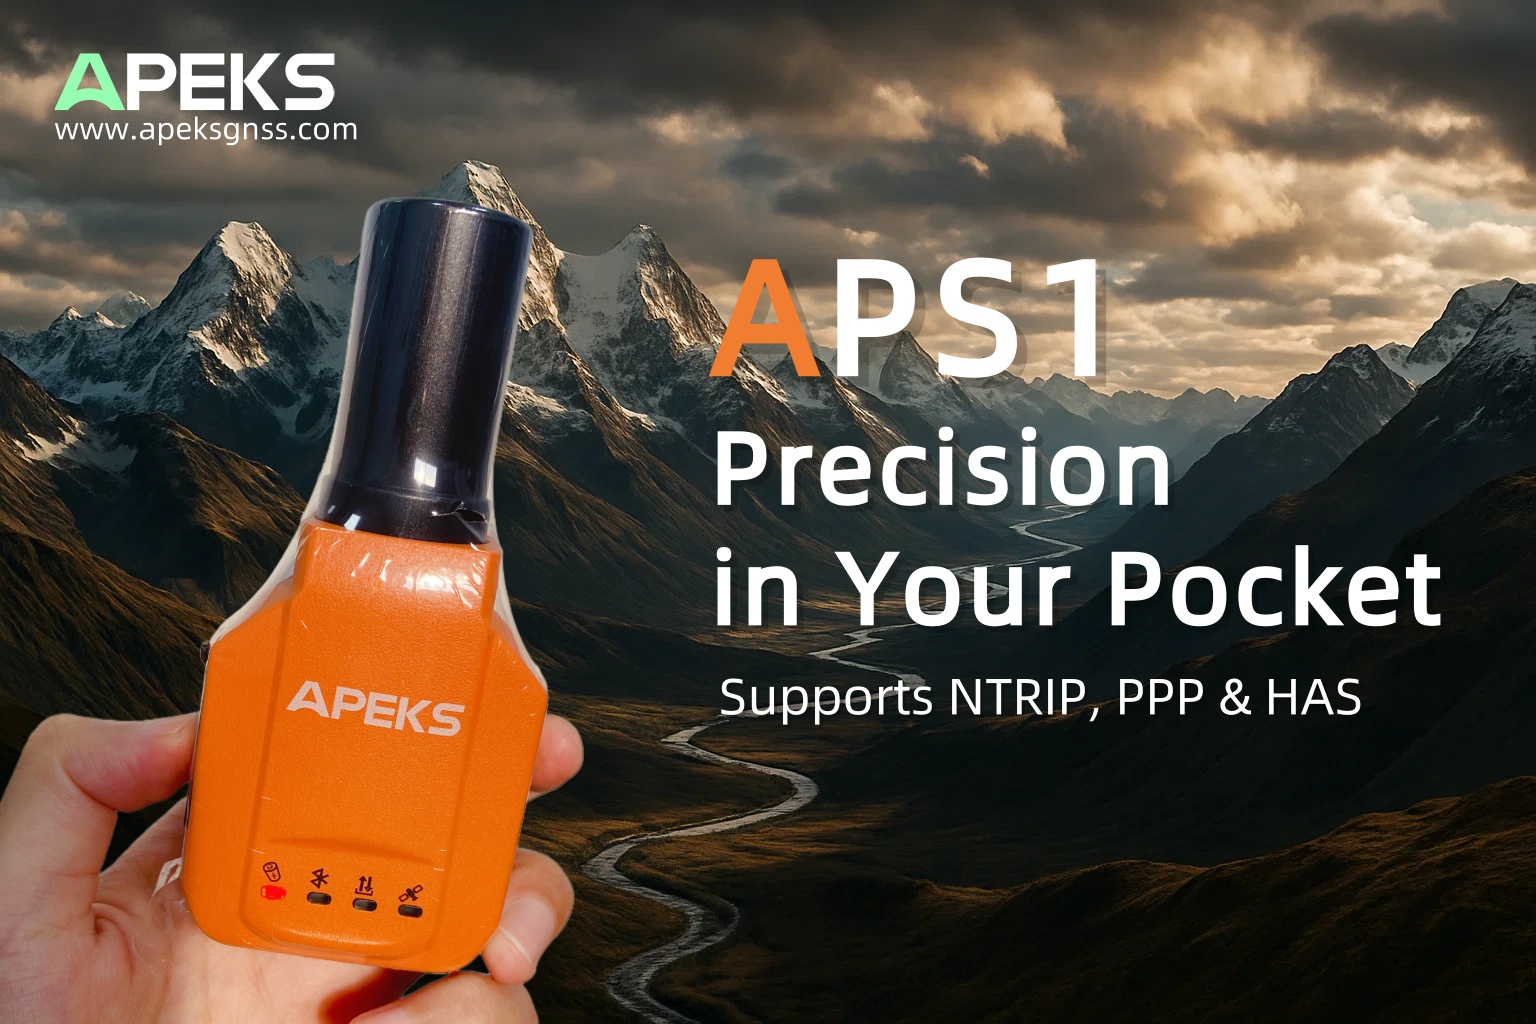 APEKS
www.apeksgnss.com
APS1
Precision
in Your Pocket
Supports NTRIP, PPP & HAS
APEKS